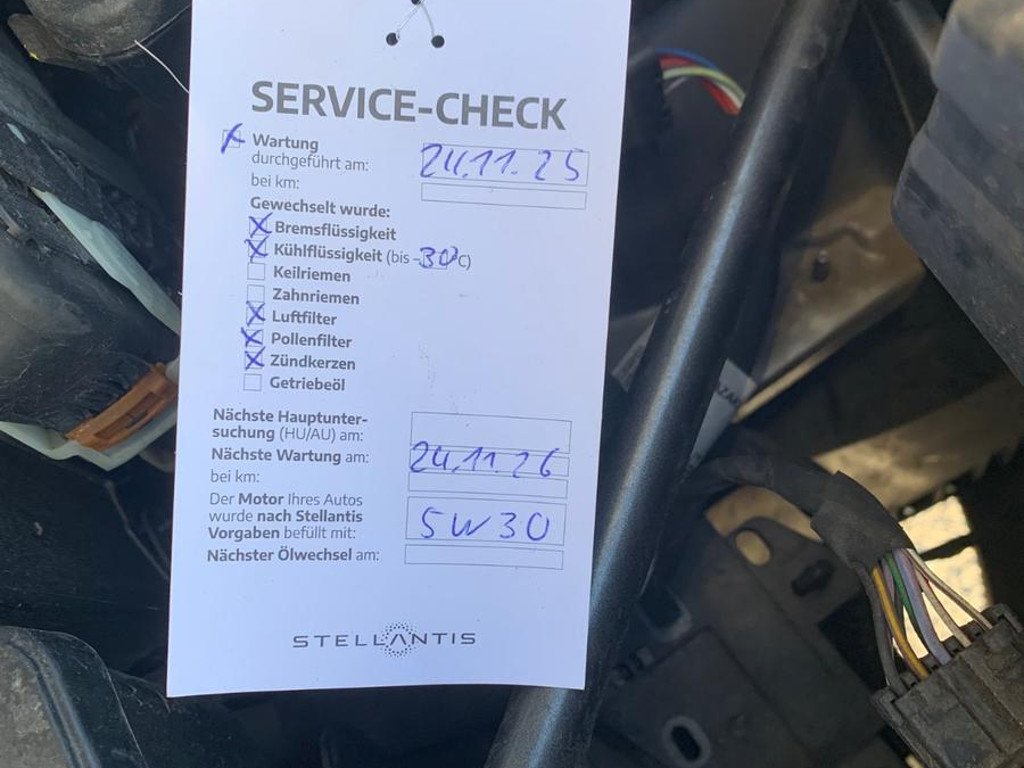 SERVICE-CHECK
Wartung
durchgeführt am: 24.11.25
bei km:
Gewechselt wurde:
Bremsflüssigkeit
Kühlflüssigkeit (bis -30°C)
Keilriemen
Zahnriemen
Luftfilter
Pollenfilter
Zündkerzen
Getriebeöl
Nächste Hauptunter-
suchung (HU/AU) am:
Nächste Wartung am: 24.11.26
bei km:
Der Motor Ihres Autos
wurde nach Stellantis
Vorgaben befüllt mit: 5W30
Nächster Ölwechsel am:
STELLANTIS